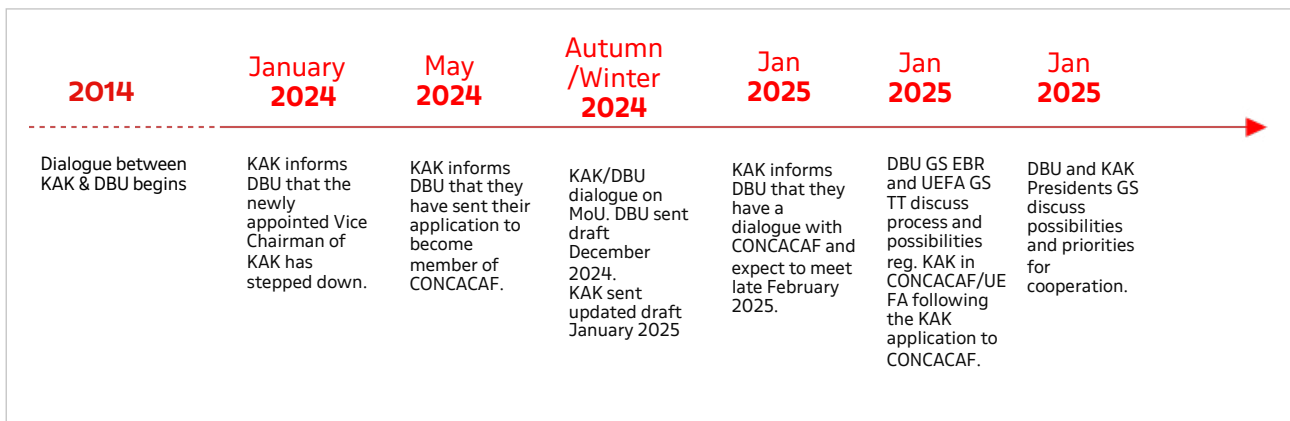 2014
Dialogue between
KAK & DBU begins
January
2024
KAK informs
DBU that the
newly
appointed Vice
Chairman of
KAK has
stepped down.
May
2024
KAK informs
DBU that they
have sent their
application to
become
member of
CONCACAF.
Autumn
/Winter
2024
KAK/DBU
dialogue on
MoU. DBU sent
draft
December
2024.
KAK sent
updated draft
January 2025
Jan
2025
KAK informs
DBU that they
have a
dialogue with
CONCACAF and
expect to meet
late February
2025.
Jan
2025
DBU GS EBR
and UEFA GS
TT discuss
process and
possibilities
reg. KAK in
CONCACAF/UE
FA following
the KAK
application to
CONCACAF.
Jan
2025
DBU and KAK
Presidents GS
discuss
possibilities
and priorities
for
cooperation.